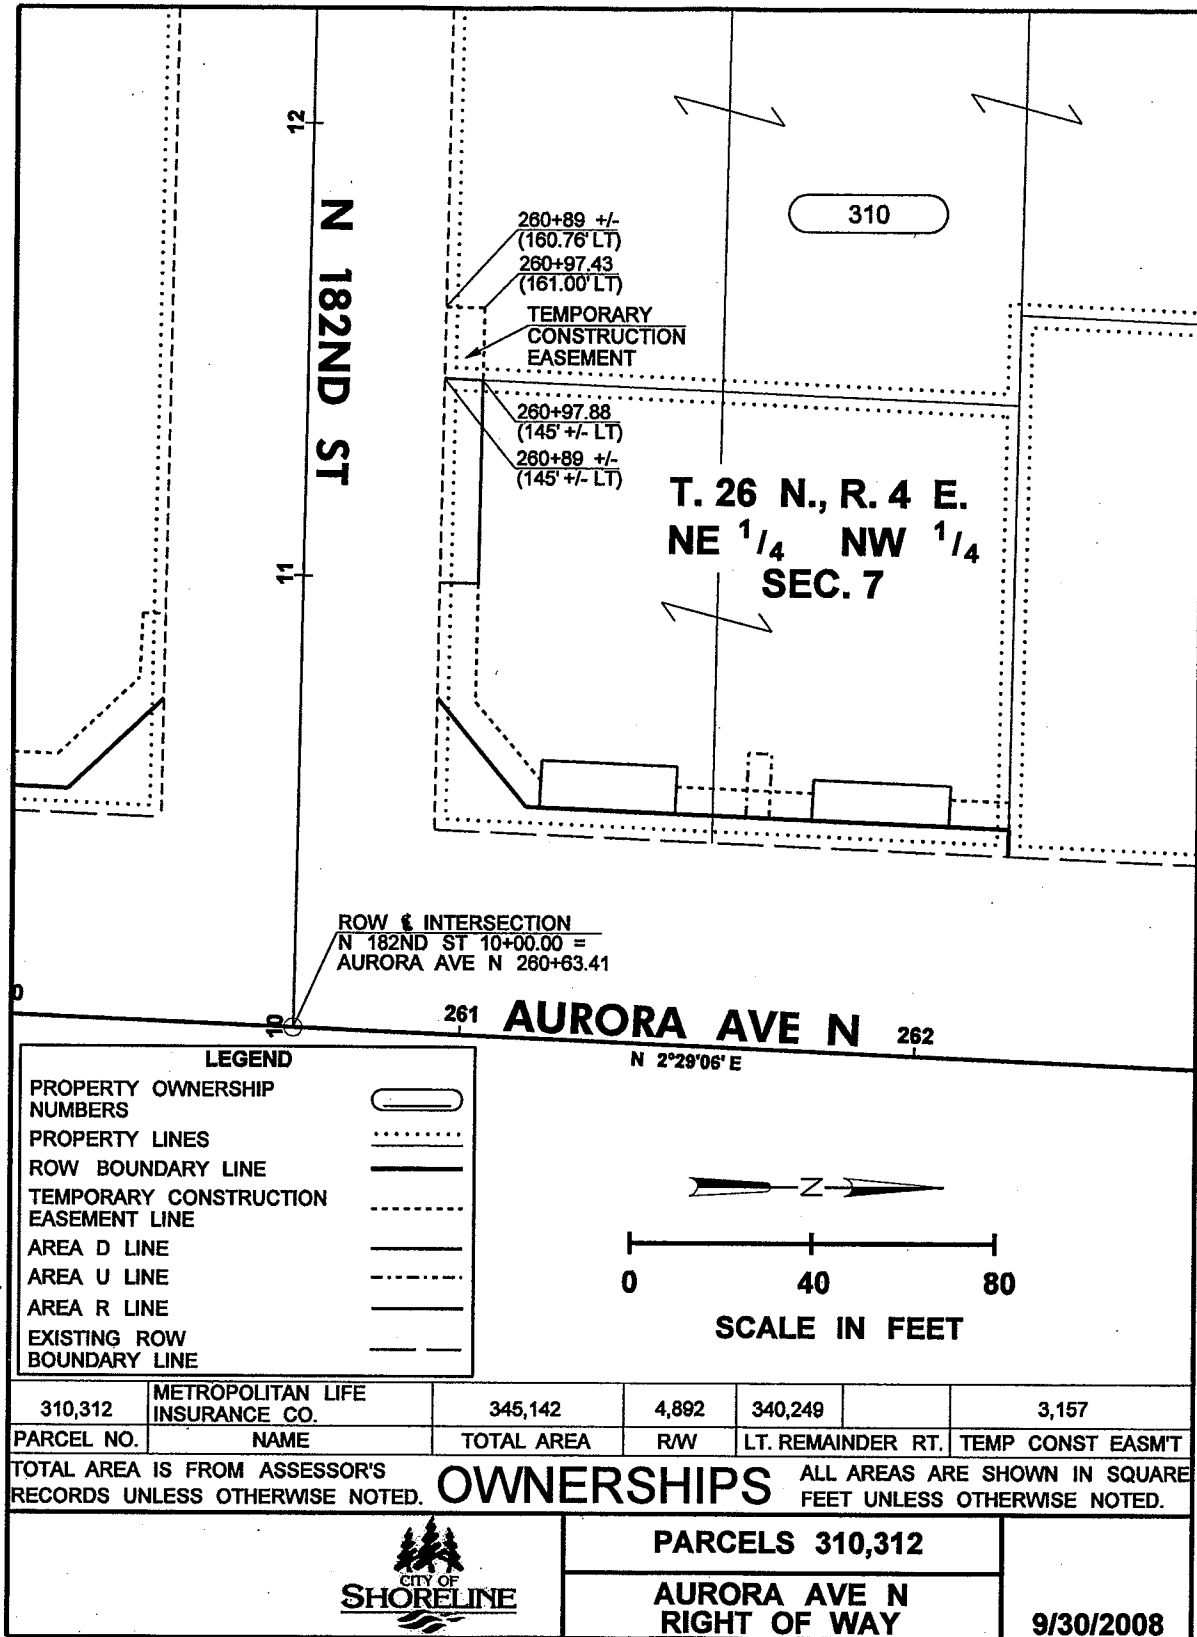 12
N 182ND ST
260+89 +/-
(160.76' LT)
260+97.43
(161.00' LT)
TEMPORARY
CONSTRUCTION
EASEMENT
310
260+97.88
(145' +/- LT)
260+89 +/-
(145' +/- LT)
T. 26 N., R. 4 E.
NE 1/4 NW 1/4
SEC. 7
11
ROW ℄ INTERSECTION
N 182ND ST 10+00.00 =
AURORA AVE N 260+63.41
0
10
261
AURORA AVE N
262
N 2°29'06' E
LEGEND
PROPERTY OWNERSHIP
NUMBERS
PROPERTY LINES
ROW BOUNDARY LINE
TEMPORARY CONSTRUCTION
EASEMENT LINE
AREA D LINE
AREA U LINE
AREA R LINE
EXISTING ROW
BOUNDARY LINE
N
0 40 80
SCALE IN FEET
310,312 METROPOLITAN LIFE
INSURANCE CO. 345,142 4,892 340,249 3,157
PARCEL NO. NAME TOTAL AREA R/W LT. REMAINDER RT. TEMP CONST EASM'T
TOTAL AREA IS FROM ASSESSOR'S
RECORDS UNLESS OTHERWISE NOTED.
OWNERSHIPS
ALL AREAS ARE SHOWN IN SQUARE
FEET UNLESS OTHERWISE NOTED.
CITY OF
SHORELINE
PARCELS 310,312
AURORA AVE N
RIGHT OF WAY
9/30/2008